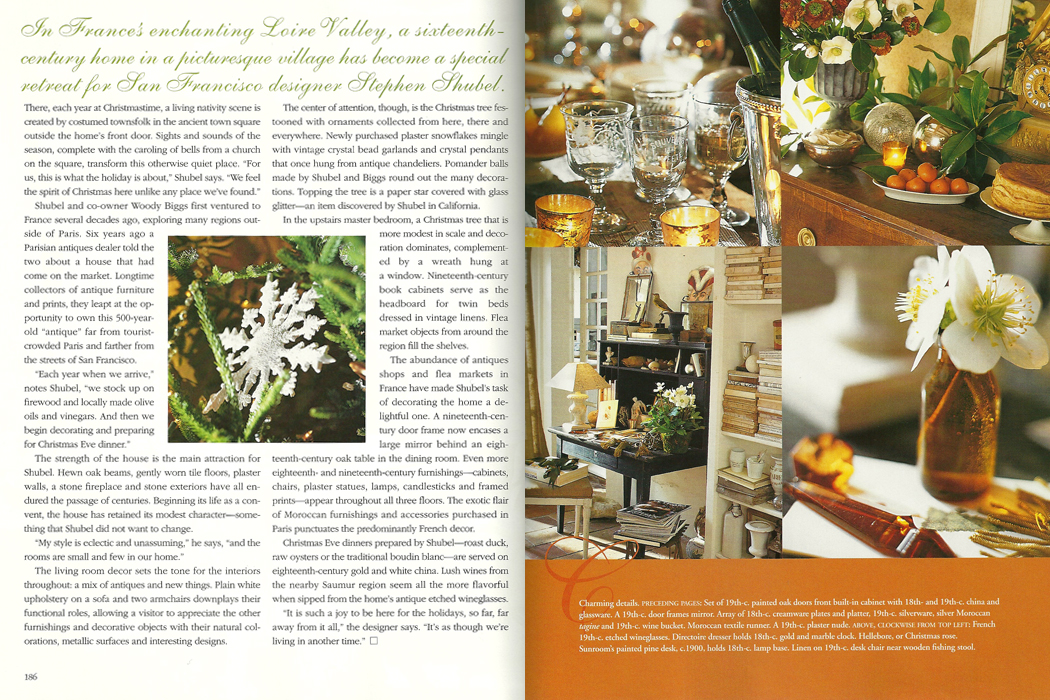 In France's enchanting Loire Valley, a sixteenth-
century home in a picturesque village has become a special
retreat for San Francisco designer Stephen Shubel.
There, each year at Christmastime, a living nativity scene is
created by costumed townsfolk in the ancient town square
outside the home's front door. Sights and sounds of the
season, complete with the caroling of bells from a church
on the square, transform this otherwise quiet place. “For
us, this is what the holiday is about,” Shubel says. “We feel
the spirit of Christmas here unlike any place we've found.”
Shubel and co-owner Woody Biggs first ventured to
France several decades ago, exploring many regions out-
side of Paris. Six years ago a
Parisian antiques dealer told the
two about a house that had
come on the market. Longtime
collectors of antique furniture
and prints, they leapt at the op-
portunity to own this 500-year-
old “antique” far from tourist-
crowded Paris and farther from
the streets of San Francisco.
“Each year when we arrive,”
notes Shubel, “we stock up on
firewood and locally made olive
oils and vinegars. And then we
begin decorating and preparing
for Christmas Eve dinner.”
The strength of the house is the main attraction for
Shubel. Hewn oak beams, gently worn tile floors, plaster
walls, a stone fireplace and stone exteriors have all en-
dured the passage of centuries. Beginning its life as a con-
vent, the house has retained its modest character—some-
thing that Shubel did not want to change.
“My style is eclectic and unassuming,” he says, “and the
rooms are small and few in our home.”
The living room decor sets the tone for the interiors
throughout: a mix of antiques and new things. Plain white
upholstery on a sofa and two armchairs downplays their
functional roles, allowing a visitor to appreciate the other
furnishings and decorative objects with their natural col-
orations, metallic surfaces and interesting designs.
The center of attention, though, is the Christmas tree fes-
tooned with ornaments collected from here, there and
everywhere. Newly purchased plaster snowflakes mingle
with vintage crystal bead garlands and crystal pendants
that once hung from antique chandeliers. Pomander balls
made by Shubel and Biggs round out the many decora-
tions. Topping the tree is a paper star covered with glass
glitter—an item discovered by Shubel in California.
In the upstairs master bedroom, a Christmas tree that is
more modest in scale and deco-
ration dominates, complement-
ed by a wreath hung at
a window. Nineteenth-century
book cabinets serve as the
headboard for twin beds
dressed in vintage linens. Flea
market objects from around the
region fill the shelves.
The abundance of antiques
shops and flea markets in
France have made Shubel's task
of decorating the home a de-
lightful one. A nineteenth-cen-
tury door frame now encases a
large mirror behind an eigh-
teenth-century oak table in the dining room. Even more
eighteenth- and nineteenth-century furnishings—cabinets,
chairs, plaster statues, lamps, candlesticks and framed
prints—appear throughout all three floors. The exotic flair
of Moroccan furnishings and accessories purchased in
Paris punctuates the predominantly French decor.
Christmas Eve dinners prepared by Shubel—roast duck,
raw oysters or the traditional boudin blanc—are served on
eighteenth-century gold and white china. Lush wines from
the nearby Saumur region seem all the more flavorful
when sipped from the home's antique etched wineglasses.
“It is such a joy to be here for the holidays, so far, far
away from it all,” the designer says. “It's as though we're
living in another time.” □
186
C
Charming details. PRECEDING PAGES: Set of 19th-c. painted oak doors front built-in cabinet with 18th- and 19th-c. china and
glassware. A 19th-c. door frames mirror. Array of 18th-c. creamware plates and platter, 19th-c. silverware, silver Moroccan
tagine and 19th-c. wine bucket. Moroccan textile runner. A 19th-c. plaster nude. ABOVE, CLOCKWISE FROM TOP LEFT: French
19th-c. etched wineglasses. Directoire dresser holds 18th-c. gold and marble clock. Hellebore, or Christmas rose.
Sunroom's painted pine desk, c.1900, holds 18th-c. lamp base. Linen on 19th-c. desk chair near wooden fishing stool.